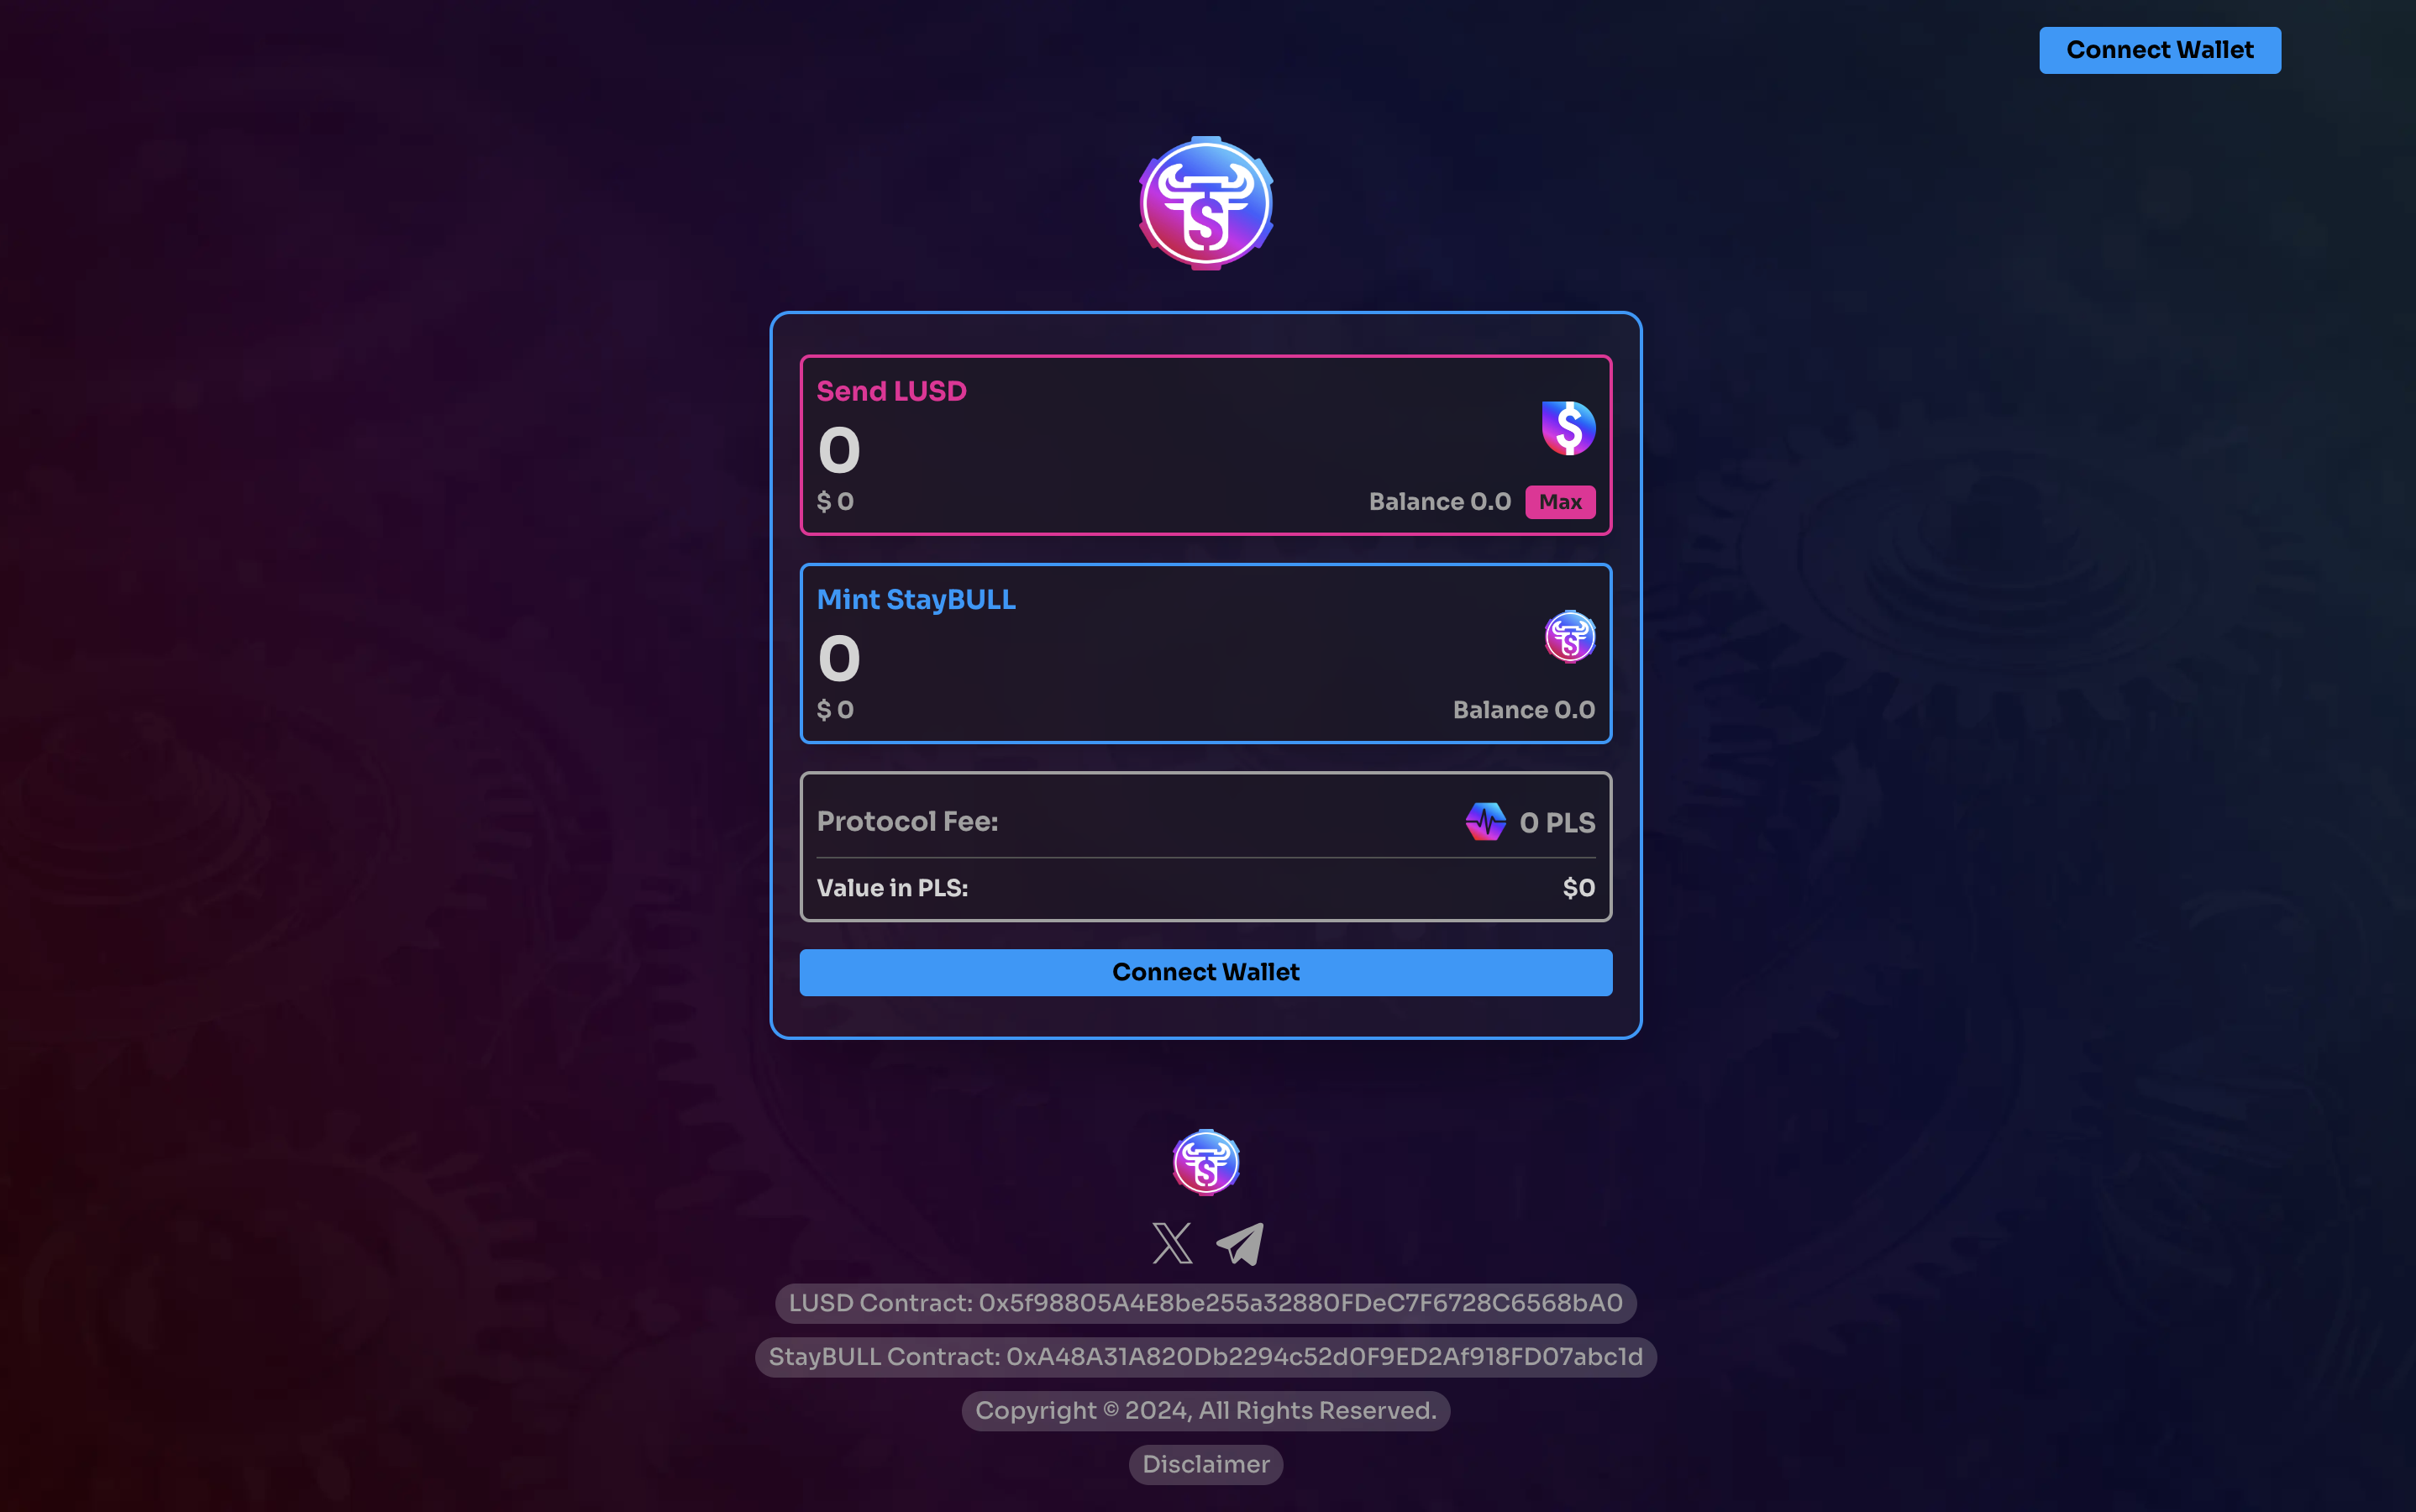 Connect Wallet
Send LUSD
0
$ 0
Balance 0.0
Max
Mint StayBULL
0
$ 0
Balance 0.0
Protocol Fee:
0 PLS
Value in PLS:
$0
Connect Wallet
LUSD Contract: 0x5f98805A4E8be255a32880FDeC7F6728C6568bA0
StayBULL Contract: 0xA48A31A820Db2294c52d0F9ED2Af918FD07abc1d
Copyright © 2024, All Rights Reserved.
Disclaimer